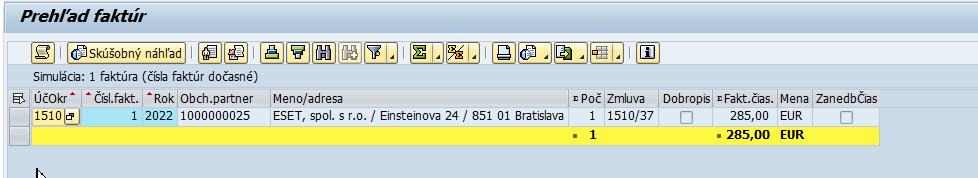 Prehľad faktúr
Skúšobný náhľad
Simulácia: 1 faktúra (čísla faktúr dočasné)
ÚčOkr Čísl.fakt. Rok Obch.partner Meno/adresa Poč Zmluva Dobropis Fakt.čias. Mena ZanedbČias
1510 1 2022 1000000025 ESET, spol. s r.o. / Einsteinova 24 / 851 01 Bratislava 1 1510/37 285,00 EUR
1 285,00 EUR